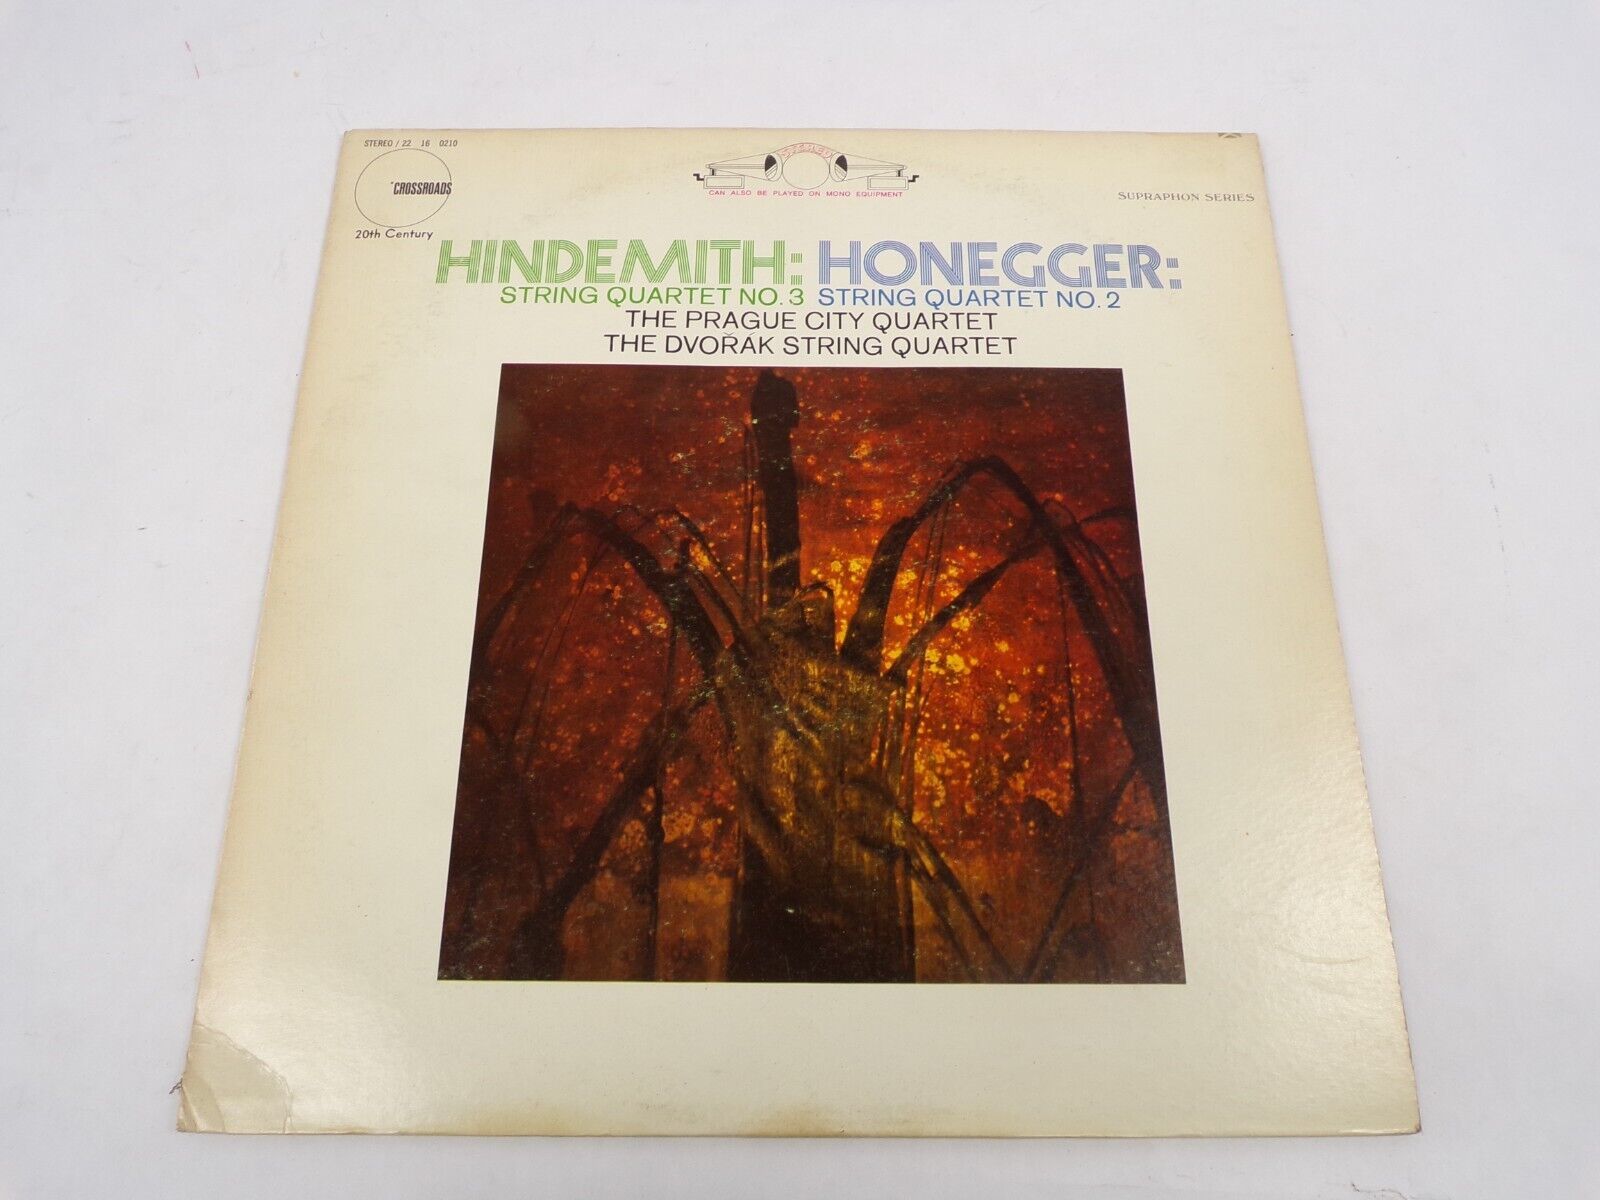 STEREO / 22 16 0210
CROSSROADS
20th Century
STEREO
CAN ALSO BE PLAYED ON MONO EQUIPMENT
SUPRAPHON SERIES
HINDEMITH: HONEGGER:
STRING QUARTET NO. 3 STRING QUARTET NO. 2
THE PRAGUE CITY QUARTET
THE DVOŘÁK STRING QUARTET